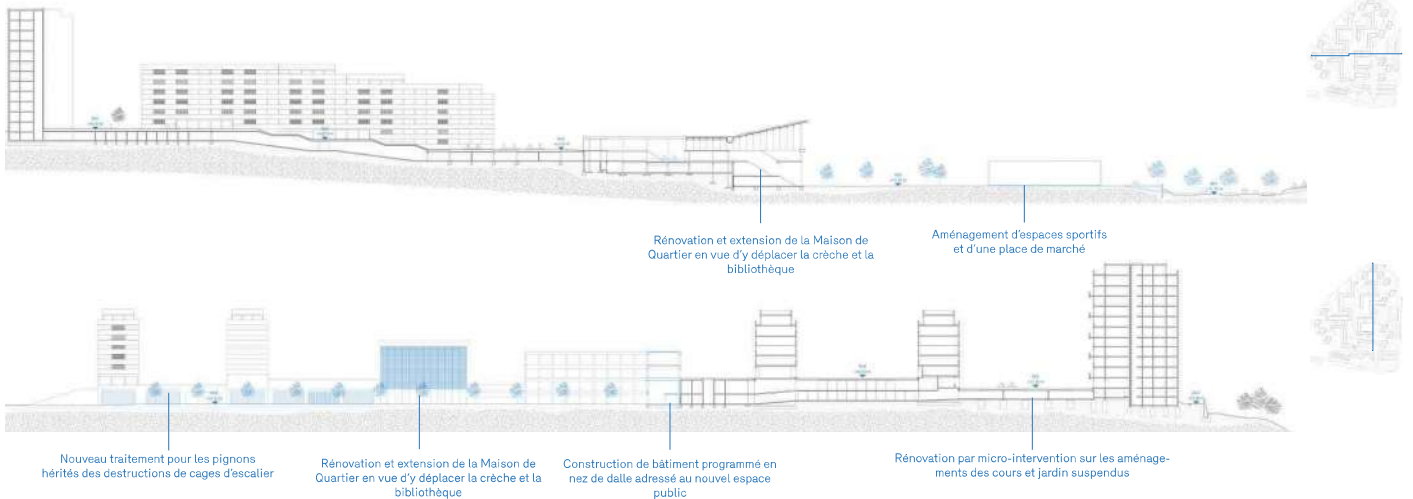 Rénovation et extension de la Maison de
Quartier en vue d'y déplacer la crèche et la
bibliothèque
Aménagement d'espaces sportifs
et d'une place de marché
Nouveau traitement pour les pignons
hérités des destructions de cages d'escalier
Rénovation et extension de la Maison de
Quartier en vue d'y déplacer la crèche et la
bibliothèque
Construction de bâtiment programmé en
nez de dalle adressé au nouvel espace
public
Rénovation par micro-intervention sur les aménage-
ments des cours et jardin suspendus